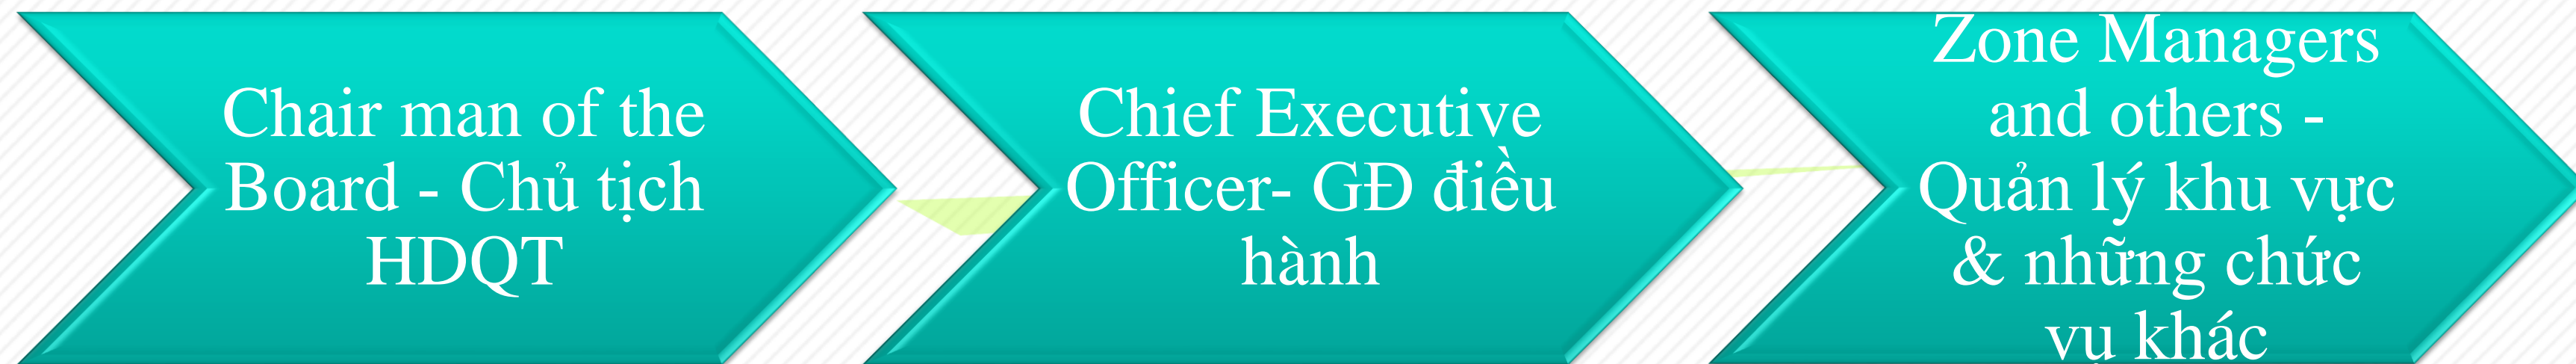 Chair man of the
Board - Chủ tịch
HDQT
Chief Executive
Officer- GĐ điều
hành
Zone Managers
and others -
Quản lý khu vực
& những chức
vụ khác